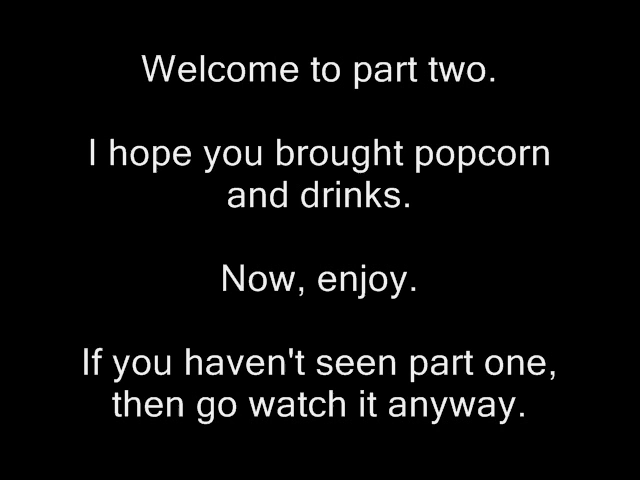 Welcome to part two.
I hope you brought popcorn
and drinks.
Now, enjoy.
If you haven't seen part one,
then go watch it anyway.